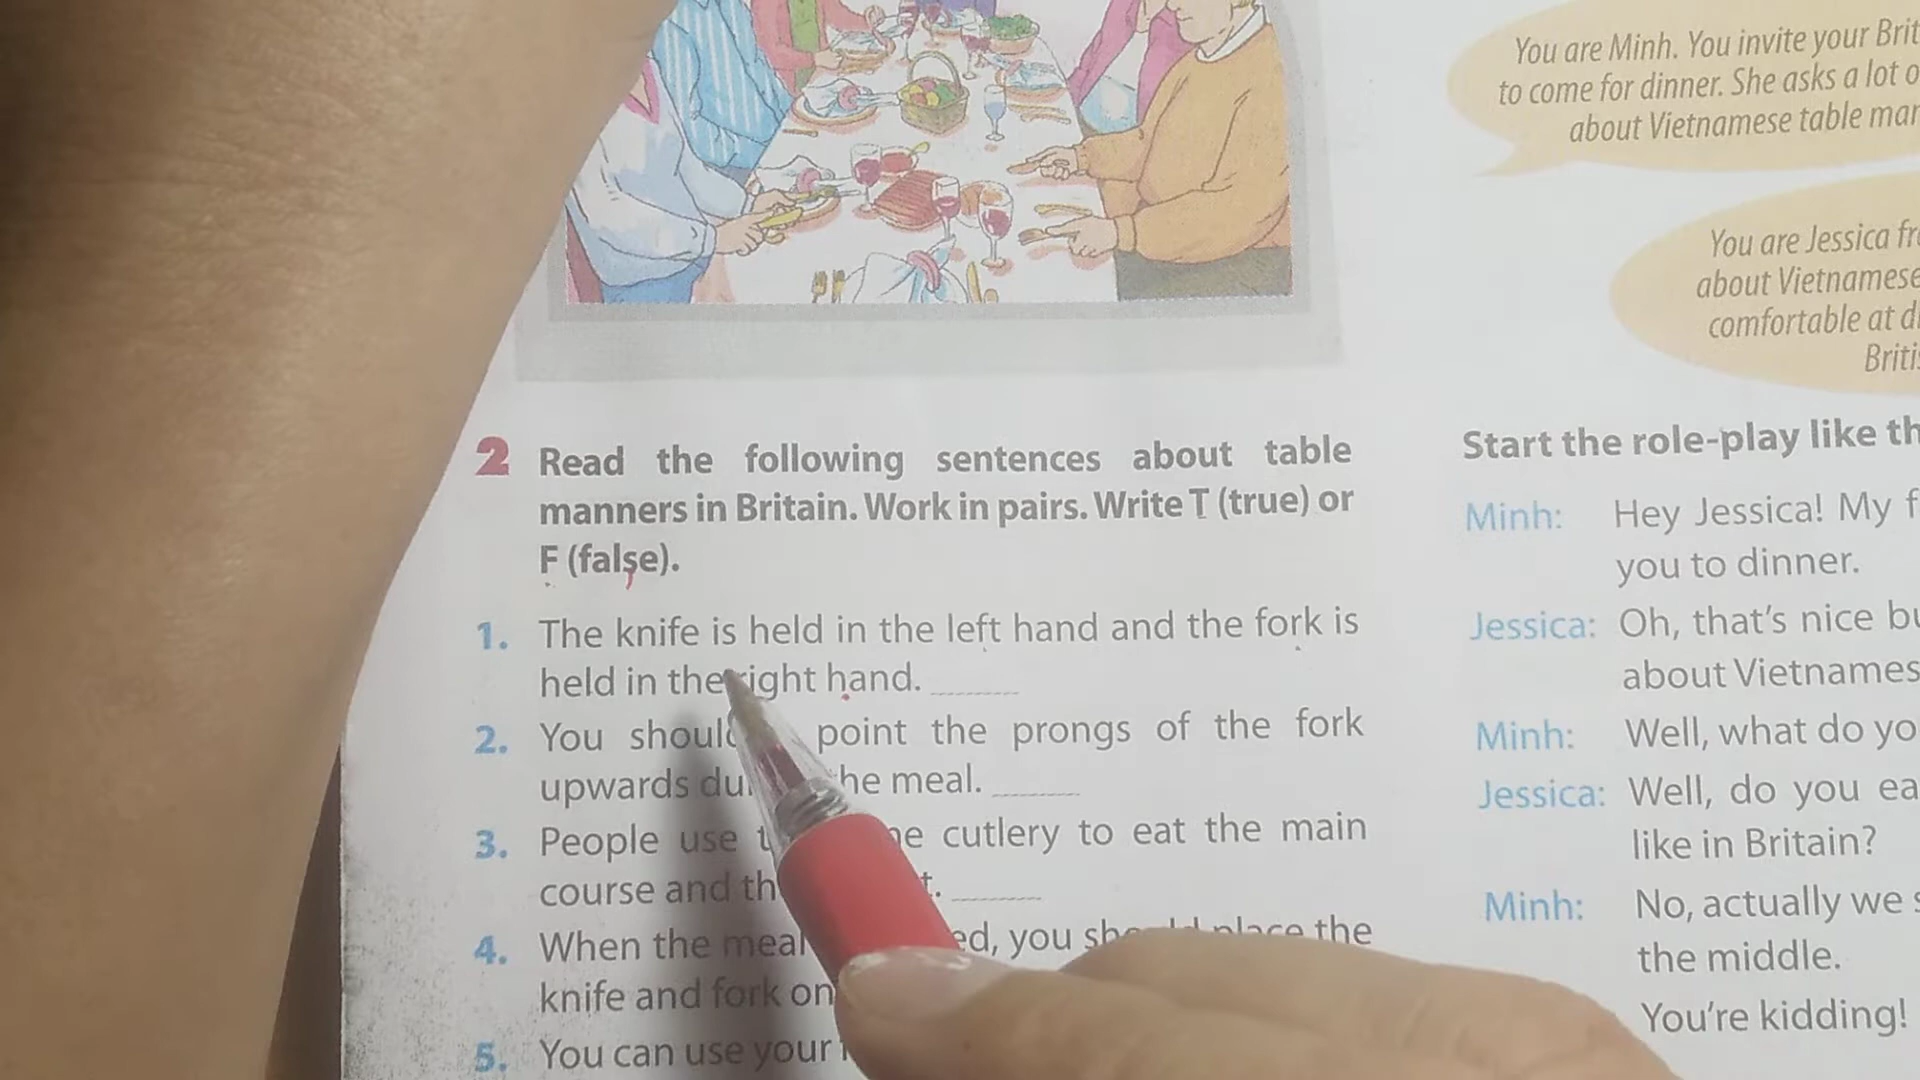 You are Minh. You invite your Brit
to come for dinner. She asks a lot o
about Vietnamese table mar
You are Jessica fr
about Vietnamese
comfortable at di
Briti
2 Read the following sentences about table
manners in Britain. Work in pairs. Write T (true) or
F (false).
1. The knife is held in the left hand and the fork is
held in the right hand.
2. You should point the prongs of the fork
upwards du he meal.
3. People use t e cutlery to eat the main
course and th t.
4. When the meal ed, you should place the
knife and fork on
5. You can use your
Start the role-play like th
Minh: Hey Jessica! My f
you to dinner.
Jessica: Oh, that's nice bu
about Vietnames
Minh: Well, what do yo
Jessica: Well, do you ea
like in Britain?
Minh: No, actually we s
the middle.
You're kidding!